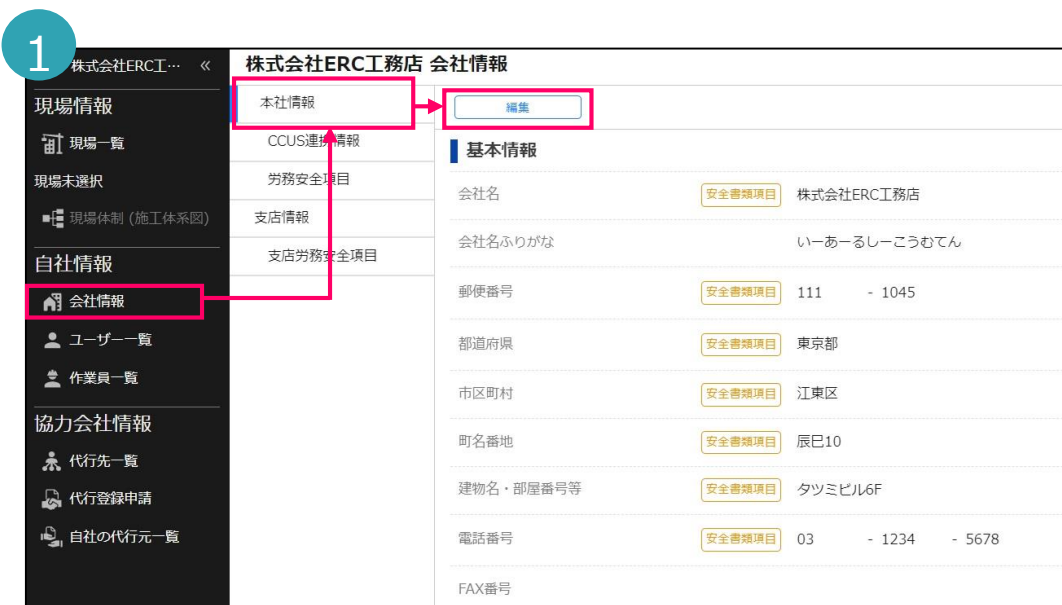 1
株式会社ERC工… «
現場情報
現場一覧
現場未選択
現場体制 (施工体系図)
自社情報
会社情報
ユーザー一覧
作業員一覧
協力会社情報
代行先一覧
代行登録申請
自社の代行元一覧
株式会社ERC工務店 会社情報
本社情報
CCUS連携情報
労務安全項目
支店情報
支店労務安全項目
編集
基本情報
会社名 安全書類項目 株式会社ERC工務店
会社名ふりがな いーあーるしーこうむてん
郵便番号 安全書類項目 111 - 1045
都道府県 安全書類項目 東京都
市区町村 安全書類項目 江東区
町名番地 安全書類項目 辰巳10
建物名・部屋番号等 安全書類項目 タツミビル6F
電話番号 安全書類項目 03 - 1234 - 5678
FAX番号